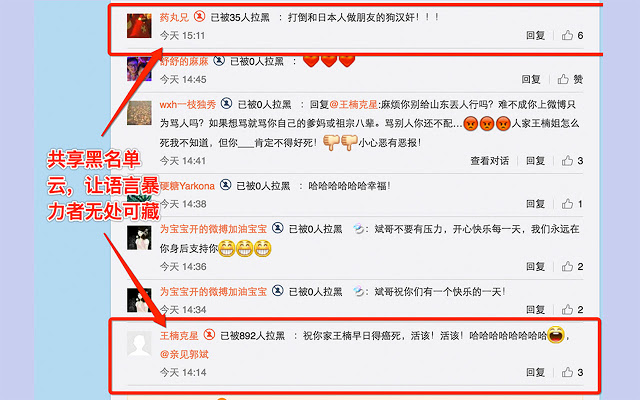 药丸兄 已被35人拉黑 ：打倒和日本人做朋友的狗汉奸！！！
今天 15:11 回复 6
舒舒的麻麻 已被0人拉黑 ：
今天 14:45 回复 赞
wxh一枝独秀 已被0人拉黑 ：回复@王楠克星:麻烦你别给山东丢人行吗？难不成你上微博只
为骂人吗？如果想骂就骂你自己的爹妈或祖宗八辈。骂别人你还不配... 人家王楠姐怎么
死我不知道，但你___肯定不得好死！ 小心恶有恶报！
今天 14:41 查看对话 回复 3
共享黑名单
云，让语言暴
力者无处可藏
硬糖Yarkona 已被0人拉黑 ：哈哈哈哈哈哈幸福！
今天 14:38 回复 1
为宝宝开的微搏加油宝宝 已被0人拉黑 ：斌哥不要有压力，开心快乐每一天，我们永远在
你身后支持你
今天 14:36 回复 2
为宝宝开的微搏加油宝宝 已被0人拉黑 ：斌哥祝你们有一个快乐的一天！
今天 14:34 回复 2
王楠克星 已被892人拉黑 ：祝你家王楠早日得癌死，活该！活该！哈哈哈哈哈哈哈哈 ，
@亲见郭斌
今天 14:14 回复 3